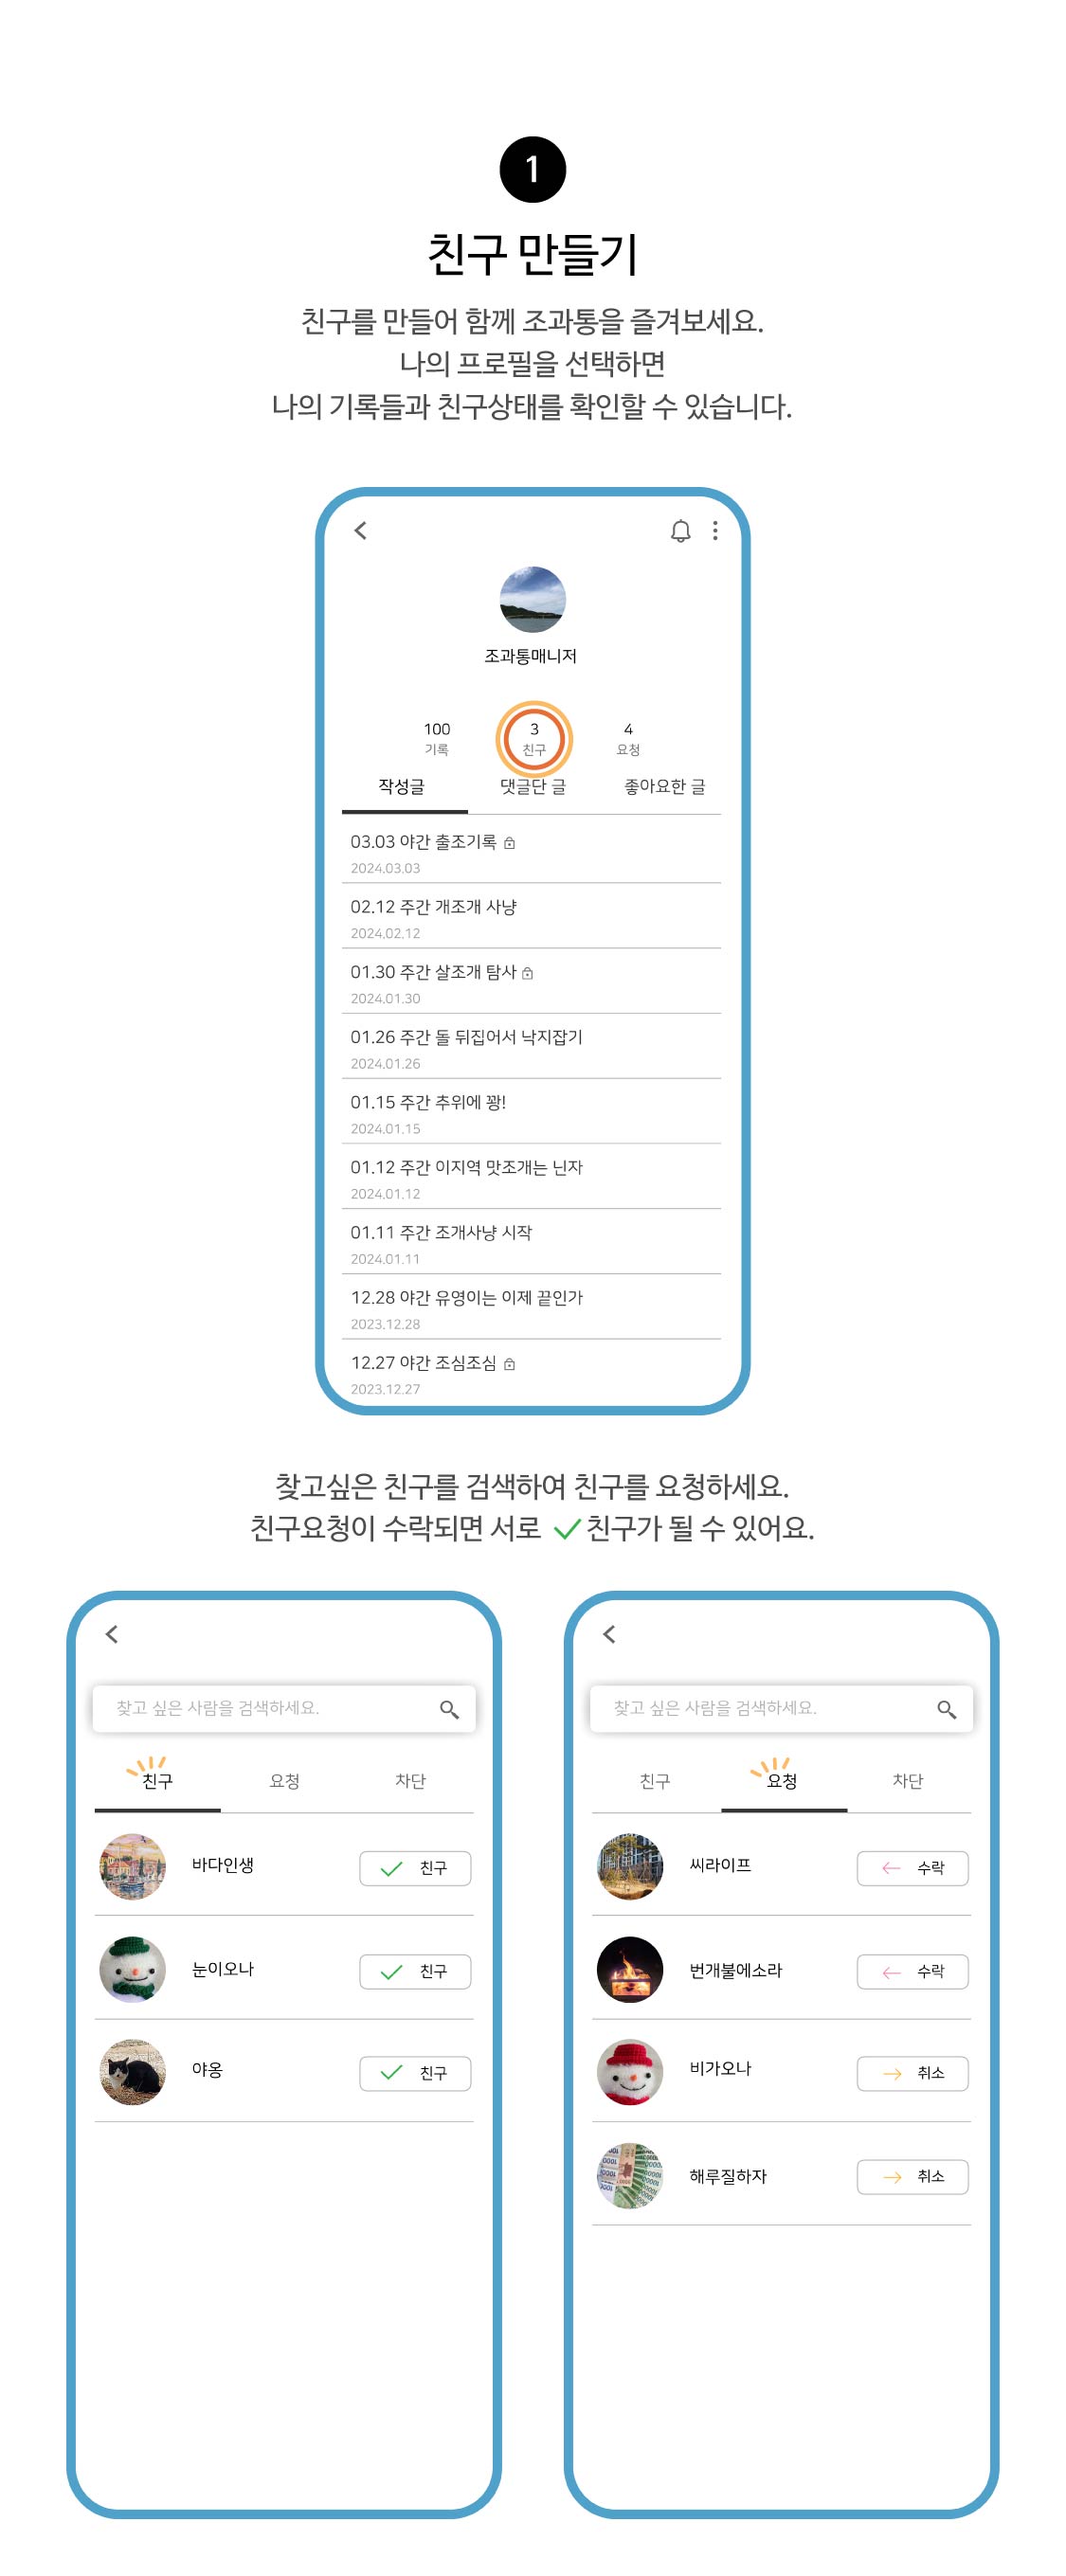 1
친구 만들기
친구를 만들어 함께 조과통을 즐겨보세요.
나의 프로필을 선택하면
나의 기록들과 친구상태를 확인할 수 있습니다.
조과통매니저
100 3 4
기록 친구 요청
작성글 댓글단 글 좋아요한 글
03.03 야간 출조기록
2024.03.03
02.12 주간 개조개 사냥
2024.02.12
01.30 주간 살조개 탐사
2024.01.30
01.26 주간 돌 뒤집어서 낙지잡기
2024.01.26
01.15 주간 추위에 꽝!
2024.01.15
01.12 주간 이지역 맛조개는 닌자
2024.01.12
01.11 주간 조개사냥 시작
2024.01.11
12.28 야간 유영이는 이제 끝인가
2023.12.28
12.27 야간 조심조심
2023.12.27
찾고싶은 친구를 검색하여 친구를 요청하세요.
친구요청이 수락되면 서로 ✓친구가 될 수 있어요.
찾고 싶은 사람을 검색하세요.
친구 요청 차단
바다인생 친구
눈이오나 친구
야옹 친구
찾고 싶은 사람을 검색하세요.
친구 요청 차단
씨라이프 ← 수락
번개불에소라 ← 수락
비가오나 → 취소
해루질하자 → 취소